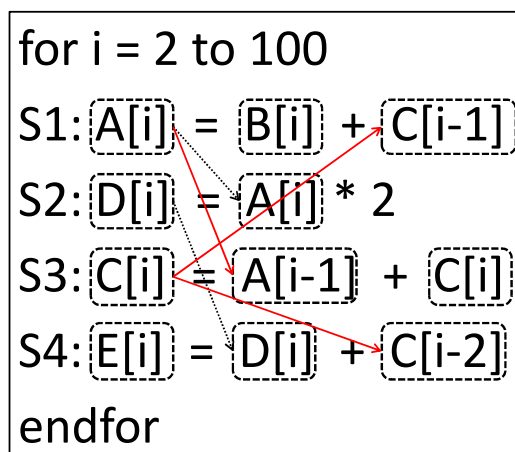 for i = 2 to 100
S1: A[i] = B[i] + C[i-1]
S2: D[i] = A[i] * 2
S3: C[i] = A[i-1] + C[i]
S4: E[i] = D[i] + C[i-2]
endfor